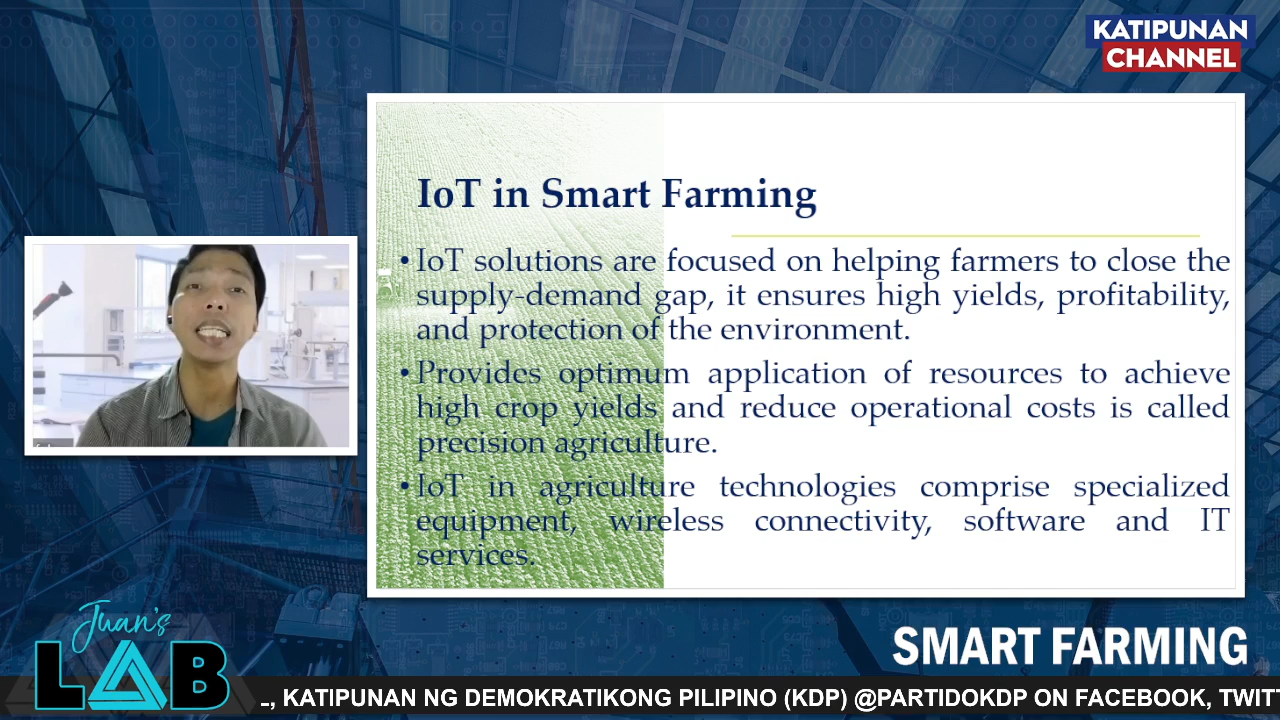 KATIPUNAN
CHANNEL
IoT in Smart Farming
• IoT solutions are focused on helping farmers to close the
supply-demand gap, it ensures high yields, profitability,
and protection of the environment.
• Provides optimum application of resources to achieve
high crop yields and reduce operational costs is called
precision agriculture.
• IoT in agriculture technologies comprise specialized
equipment, wireless connectivity, software and IT
services.
Juan's
LAB
SMART FARMING
, KATIPUNAN NG DEMOKRATIKONG PILIPINO (KDP) @PARTIDOKDP ON FACEBOOK, TWIT